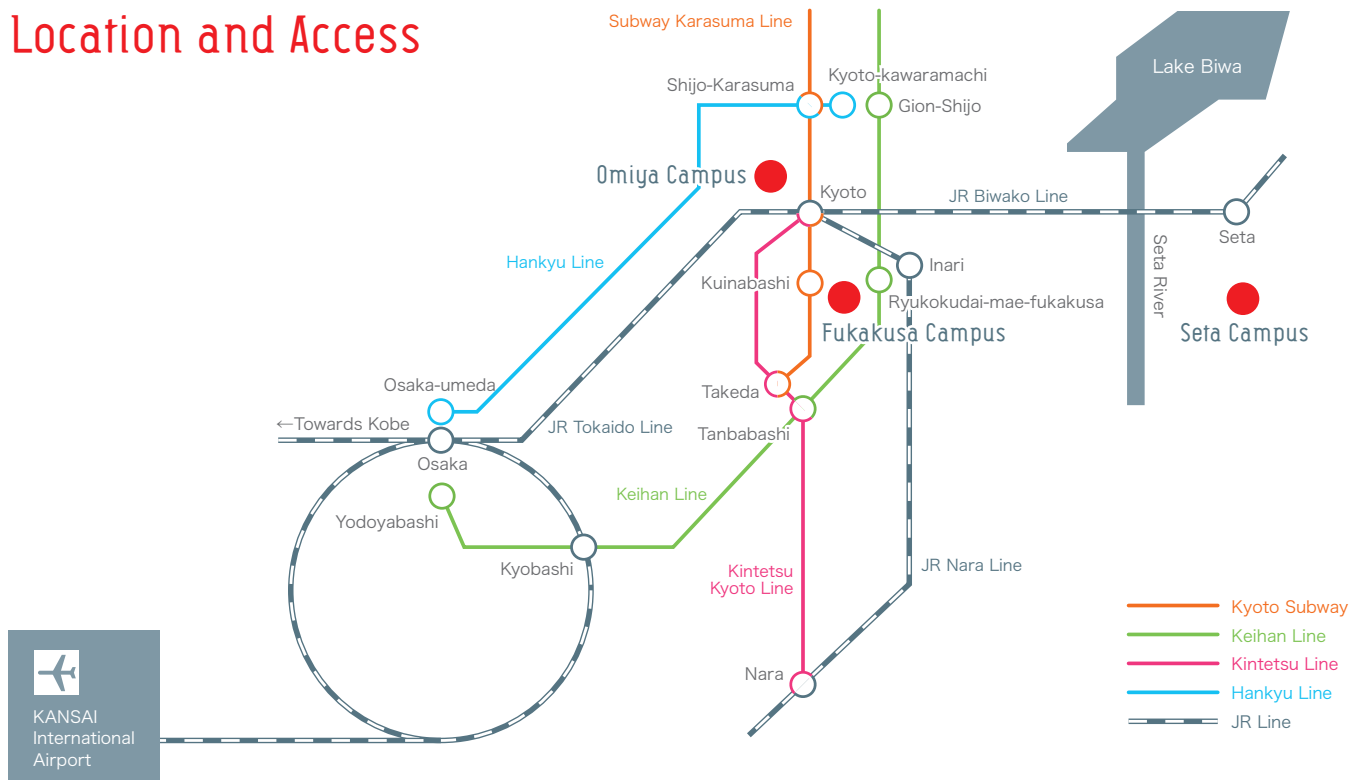 Location and Access
Subway Karasuma Line
Lake Biwa
Kyoto-kawaramachi
Shijo-Karasuma
Gion-Shijo
Omiya Campus
Kyoto
JR Biwako Line
Seta
Seta River
Hankyu Line
Inari
Kuinabashi
Ryukokudai-mae-fukakusa
Fukakusa Campus
Seta Campus
Osaka-umeda
Takeda
←Towards Kobe
JR Tokaido Line
Tanbabashi
Osaka
Keihan Line
Yodoyabashi
Kyobashi
JR Nara Line
Kintetsu
Kyoto Line
Nara
Kyoto Subway
Keihan Line
Kintetsu Line
Hankyu Line
JR Line
KANSAI
International
Airport